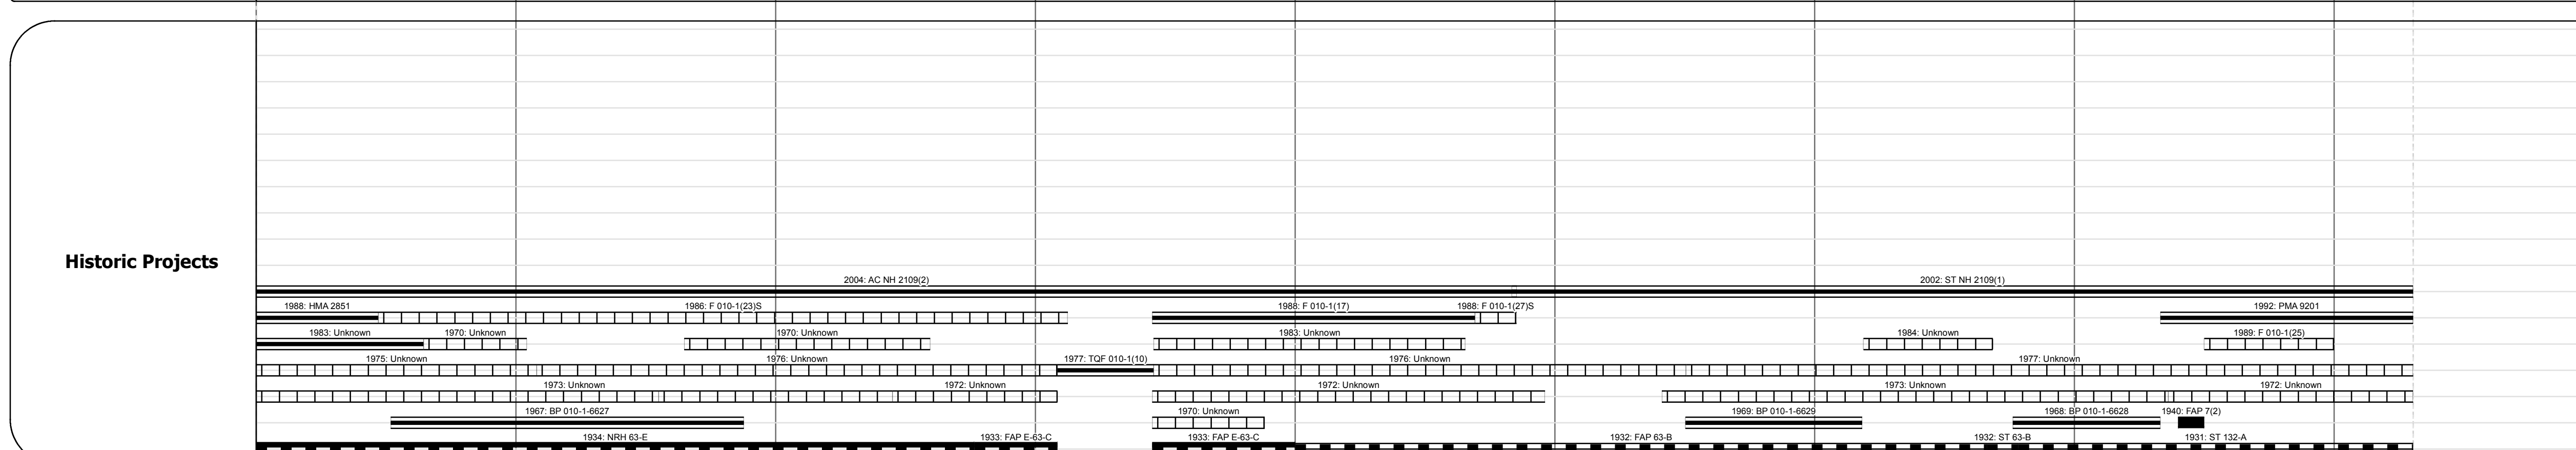 Historic Projects
2004: AC NH 2109(2) 2002: ST NH 2109(1)
1988: HMA 2851 1986: F 010-1(23)S 1988: F 010-1(17) 1988: F 010-1(27)S 1992: PMA 9201
1983: Unknown 1970: Unknown 1970: Unknown 1983: Unknown 1984: Unknown 1989: F 010-1(25)
1975: Unknown 1976: Unknown 1977: TQF 010-1(10) 1976: Unknown 1977: Unknown
1973: Unknown 1972: Unknown 1972: Unknown 1973: Unknown 1972: Unknown
1967: BP 010-1-6627 1970: Unknown 1969: BP 010-1-6629 1968: BP 010-1-6628 1940: FAP 7(2)
1934: NRH 63-E 1933: FAP E-63-C 1933: FAP E-63-C 1932: FAP 63-B 1932: ST 63-B 1931: ST 132-A